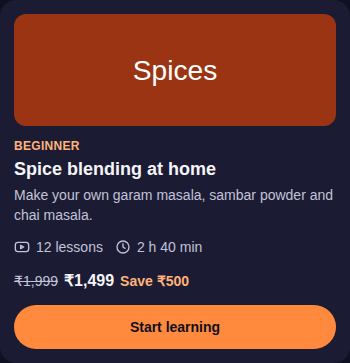 Spices
BEGINNER
Spice blending at home
Make your own garam masala, sambar powder and
chai masala.
12 lessons 2 h 40 min
₹1,999 ₹1,499 Save ₹500
Start learning